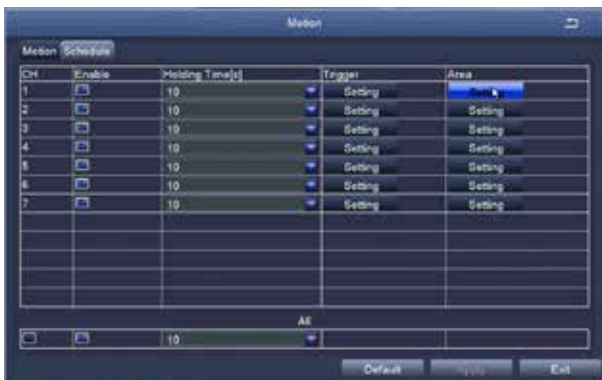 Motion
Motion Schedule
CH Enable Holding Time[s] Trigger Area
1 10 Setting Setting
2 10 Setting Setting
3 10 Setting Setting
4 10 Setting Setting
5 10 Setting Setting
6 10 Setting Setting
7 10 Setting Setting
All
10
Default Apply Exit